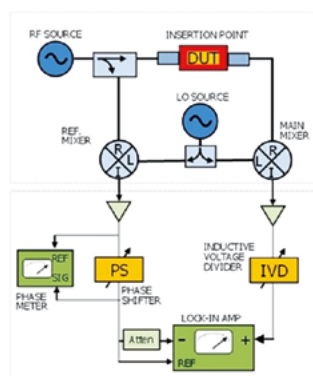 RF SOURCE
INSERTION POINT
DUT
LO SOURCE
REF.
MIXER
MAIN
MIXER
R
L
I
R
L
I
REF
SIG
PHASE
METER
PS
PHASE
SHIFTER
INDUCTIVE
VOLTAGE
DIVIDER
IVD
LOCK-IN AMP
Atten
-
+
REF